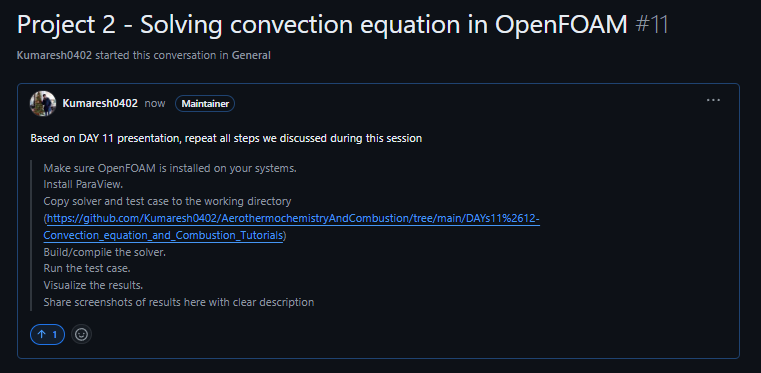 Project 2 - Solving convection equation in OpenFOAM #11
Kumaresh0402 started this conversation in General
Kumaresh0402 now Maintainer ...
Based on DAY 11 presentation, repeat all steps we discussed during this session
Make sure OpenFOAM is installed on your systems.
Install ParaView.
Copy solver and test case to the working directory
(https://github.com/Kumaresh0402/AerothermochemistryAndCombustion/tree/main/DAYs11%2612-
Convection_equation_and_Combustion_Tutorials)
Build/compile the solver.
Run the test case.
Visualize the results.
Share screenshots of results here with clear description
↑ 1